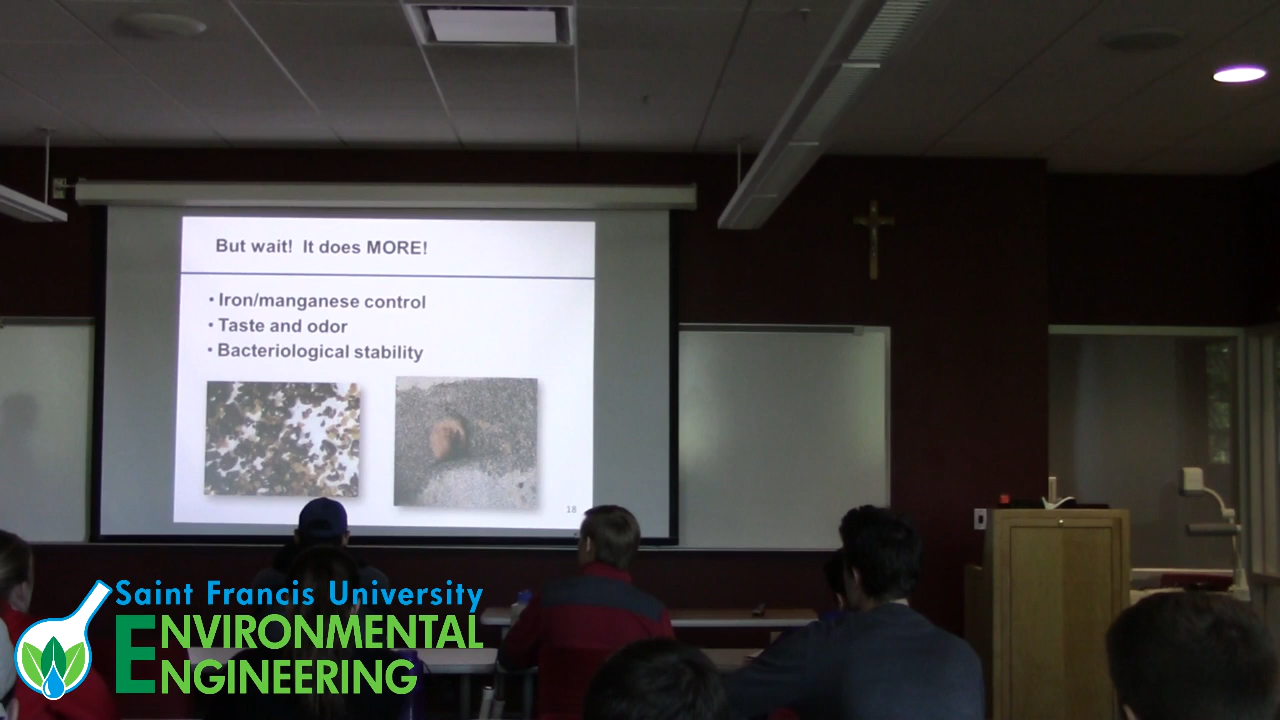 But wait! It does MORE!
• Iron/manganese control
• Taste and odor
• Bacteriological stability
18
Saint Francis University
ENVIRONMENTAL
ENGINEERING